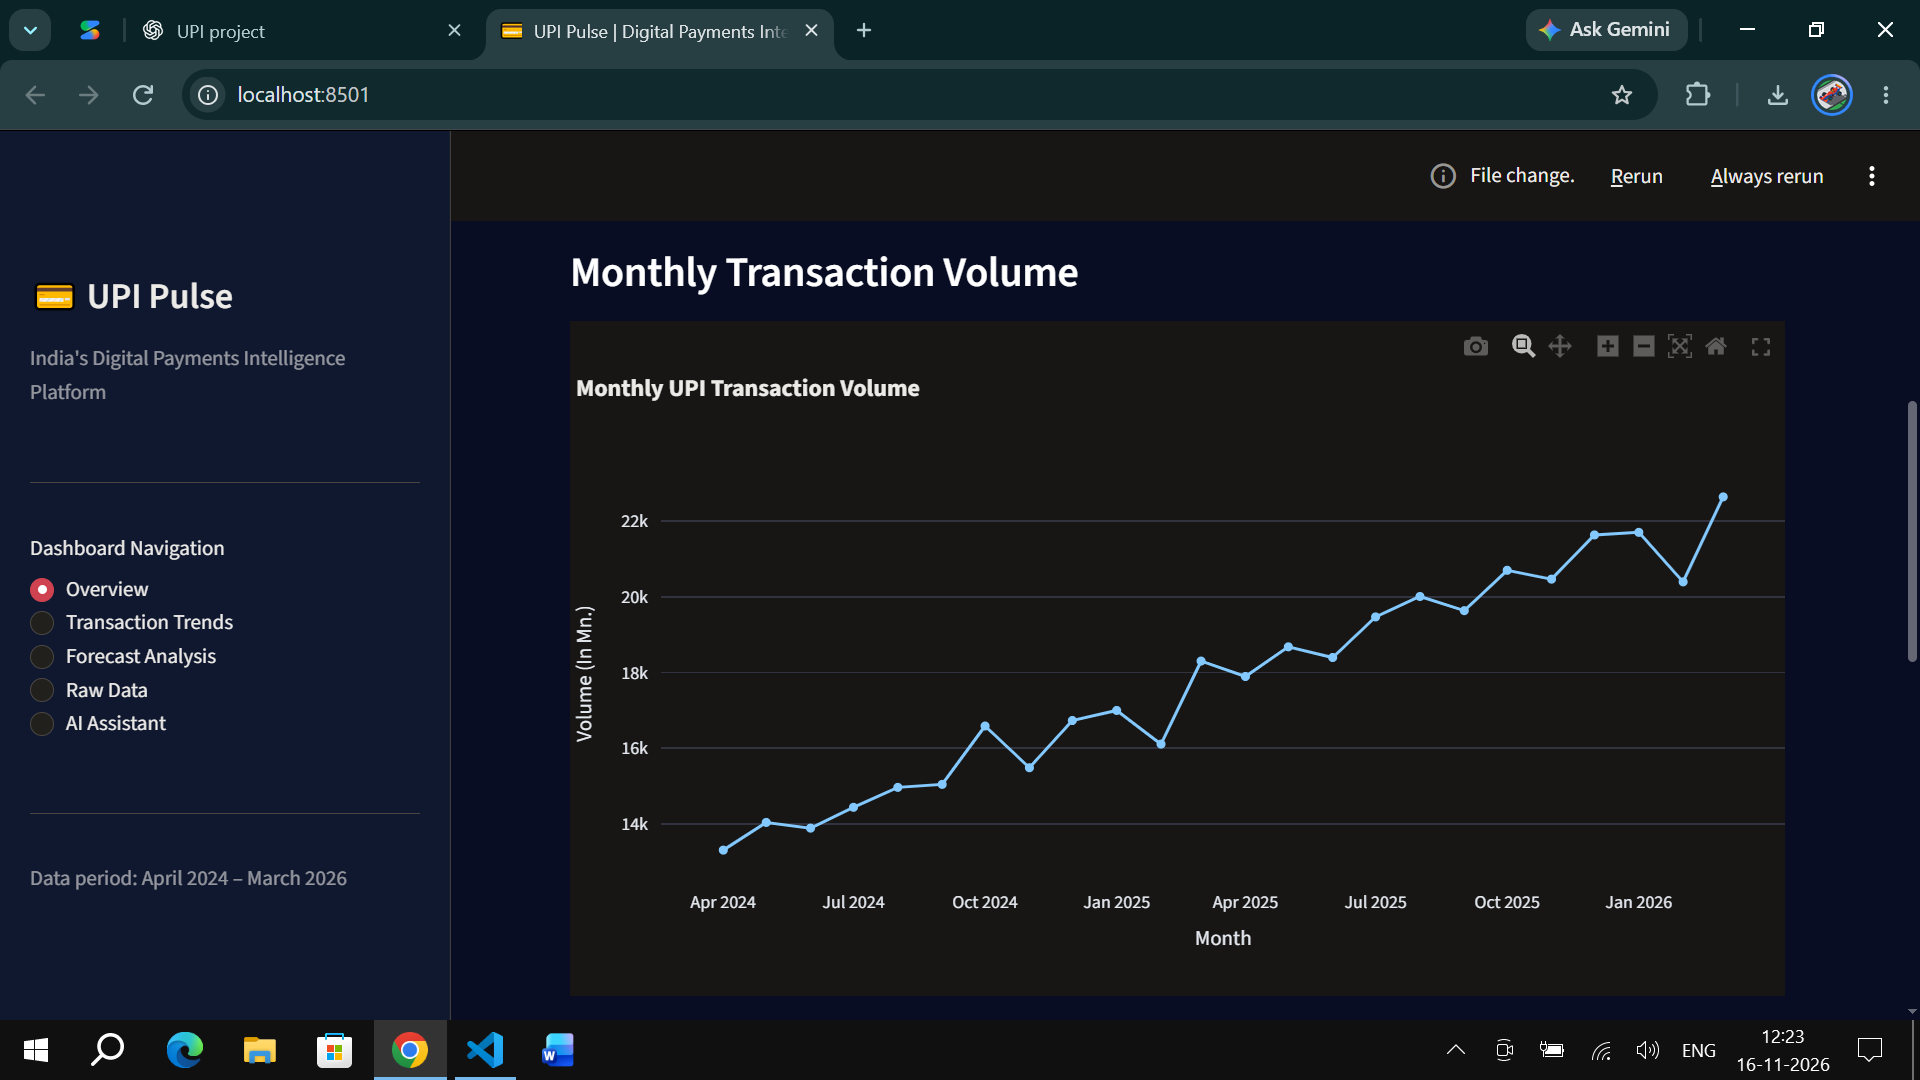 UPI project
UPI Pulse | Digital Payments Inte
Ask Gemini
localhost:8501
File change.
Rerun
Always rerun
UPI Pulse
India's Digital Payments Intelligence
Platform
Dashboard Navigation
Overview
Transaction Trends
Forecast Analysis
Raw Data
AI Assistant
Data period: April 2024 – March 2026
Monthly Transaction Volume
Monthly UPI Transaction Volume
Volume (In Mn.)
22k
20k
18k
16k
14k
Apr 2024
Jul 2024
Oct 2024
Jan 2025
Apr 2025
Jul 2025
Oct 2025
Jan 2026
Month
W
ENG
12:23
16-11-2026